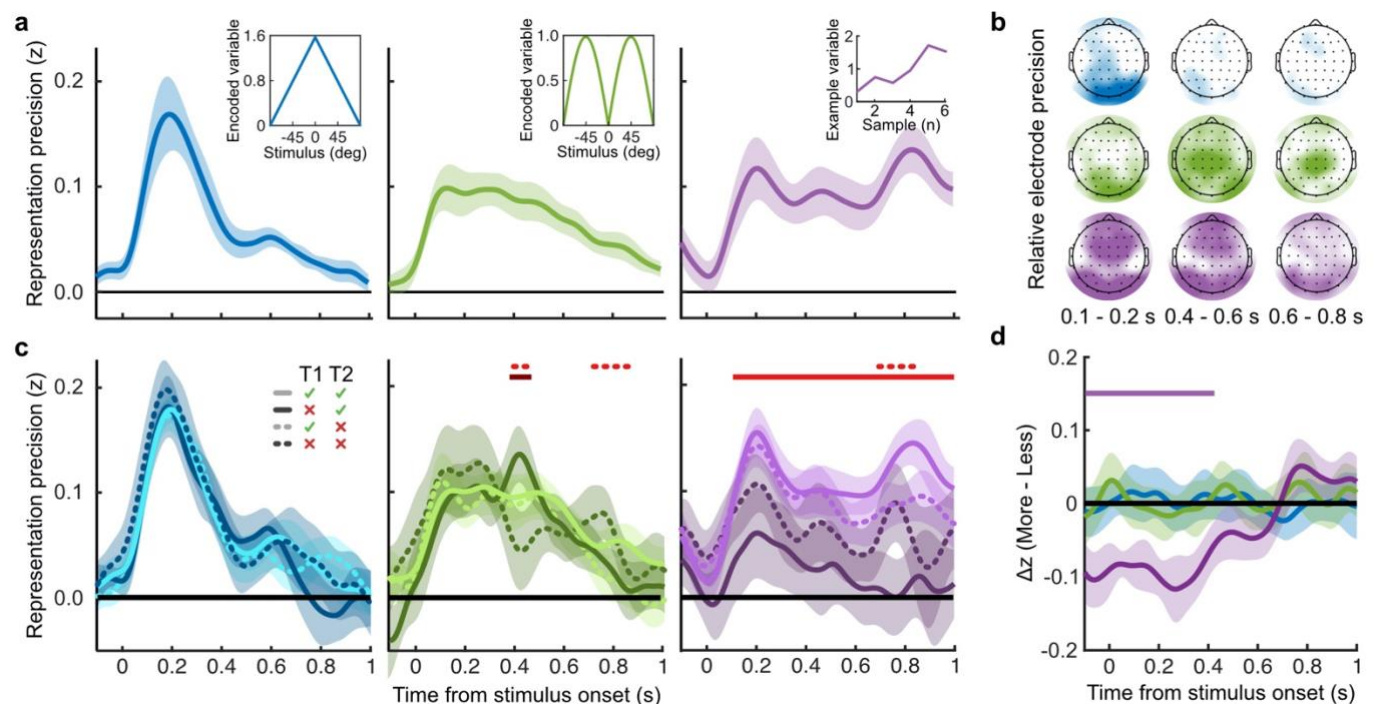 a
b
Representation precision (z)
0.2
0.1
0.0
Encoded variable
1.6
0.8
0
-45 0 45
Stimulus (deg)
Encoded variable
1.0
0.5
0
-45 0 45
Stimulus (deg)
Example variable
2
1
0
2 4 6
Sample (n)
Relative electrode precision
0.1 - 0.2 s 0.4 - 0.6 s 0.6 - 0.8 s
c
d
Representation precision (z)
0.2
0.1
0.0
T1 T2
✓ ✓
✗ ✓
✓ ✗
✗ ✗
0 0.2 0.4 0.6 0.8 1
0 0.2 0.4 0.6 0.8 1
0 0.2 0.4 0.6 0.8 1
Time from stimulus onset (s)
Δz (More - Less)
0.2
0.1
0
-0.1
-0.2
0 0.2 0.4 0.6 0.8 1
Time from stimulus onset (s)